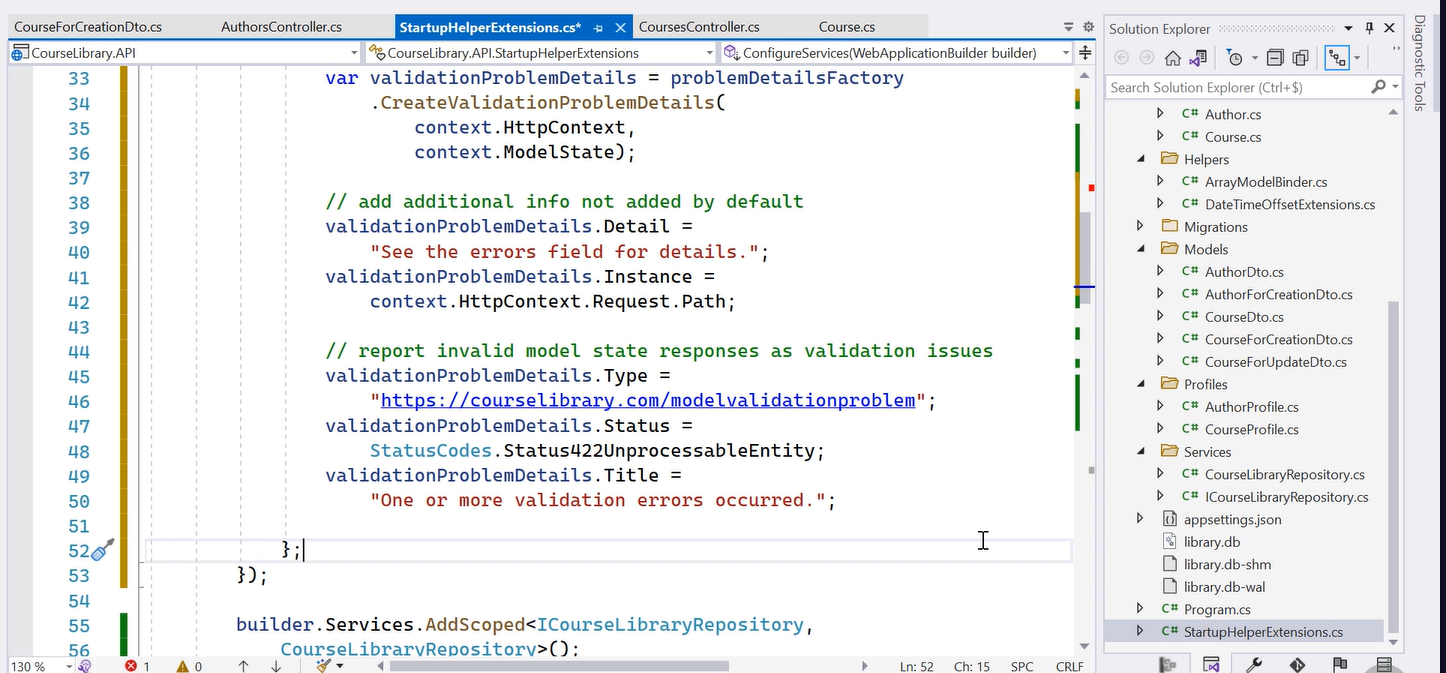 CourseForCreationDto.cs AuthorsController.cs StartupHelperExtensions.cs* CoursesController.cs Course.cs
CourseLibrary.API CourseLibrary.API.StartupHelperExtensions ConfigureServices(WebApplicationBuilder builder)
33 var validationProblemDetails = problemDetailsFactory
34 .CreateValidationProblemDetails(
35 context.HttpContext,
36 context.ModelState);
37
38 // add additional info not added by default
39 validationProblemDetails.Detail =
40 "See the errors field for details.";
41 validationProblemDetails.Instance =
42 context.HttpContext.Request.Path;
43
44 // report invalid model state responses as validation issues
45 validationProblemDetails.Type =
46 "https://courselibrary.com/modelvalidationproblem";
47 validationProblemDetails.Status =
48 StatusCodes.Status422UnprocessableEntity;
49 validationProblemDetails.Title =
50 "One or more validation errors occurred.";
51
52 };
53 });
54
55 builder.Services.AddScoped<ICourseLibraryRepository,
56 CourseLibraryRepository>();
130 % 1 0 Ln: 52 Ch: 15 SPC CRLF
Solution Explorer
Search Solution Explorer (Ctrl+$)
C# Author.cs
C# Course.cs
Helpers
C# ArrayModelBinder.cs
C# DateTimeOffsetExtensions.cs
Migrations
Models
C# AuthorDto.cs
C# AuthorForCreationDto.cs
C# CourseDto.cs
C# CourseForCreationDto.cs
C# CourseForUpdateDto.cs
Profiles
C# AuthorProfile.cs
C# CourseProfile.cs
Services
C# CourseLibraryRepository.cs
C# ICourseLibraryRepository.cs
appsettings.json
library.db
library.db-shm
library.db-wal
C# Program.cs
C# StartupHelperExtensions.cs
Diagnostic Tools